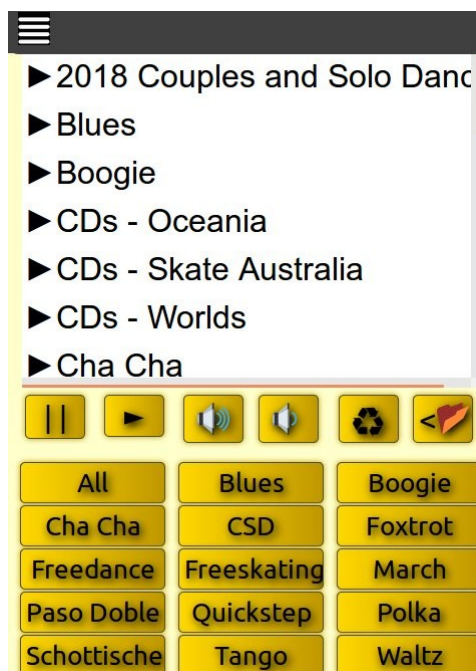 ►2018 Couples and Solo Danc
►Blues
►Boogie
►CDs - Oceania
►CDs - Skate Australia
►CDs - Worlds
►Cha Cha
|| ► <
All Blues Boogie
Cha Cha CSD Foxtrot
Freedance Freeskating March
Paso Doble Quickstep Polka
Schottische Tango Waltz